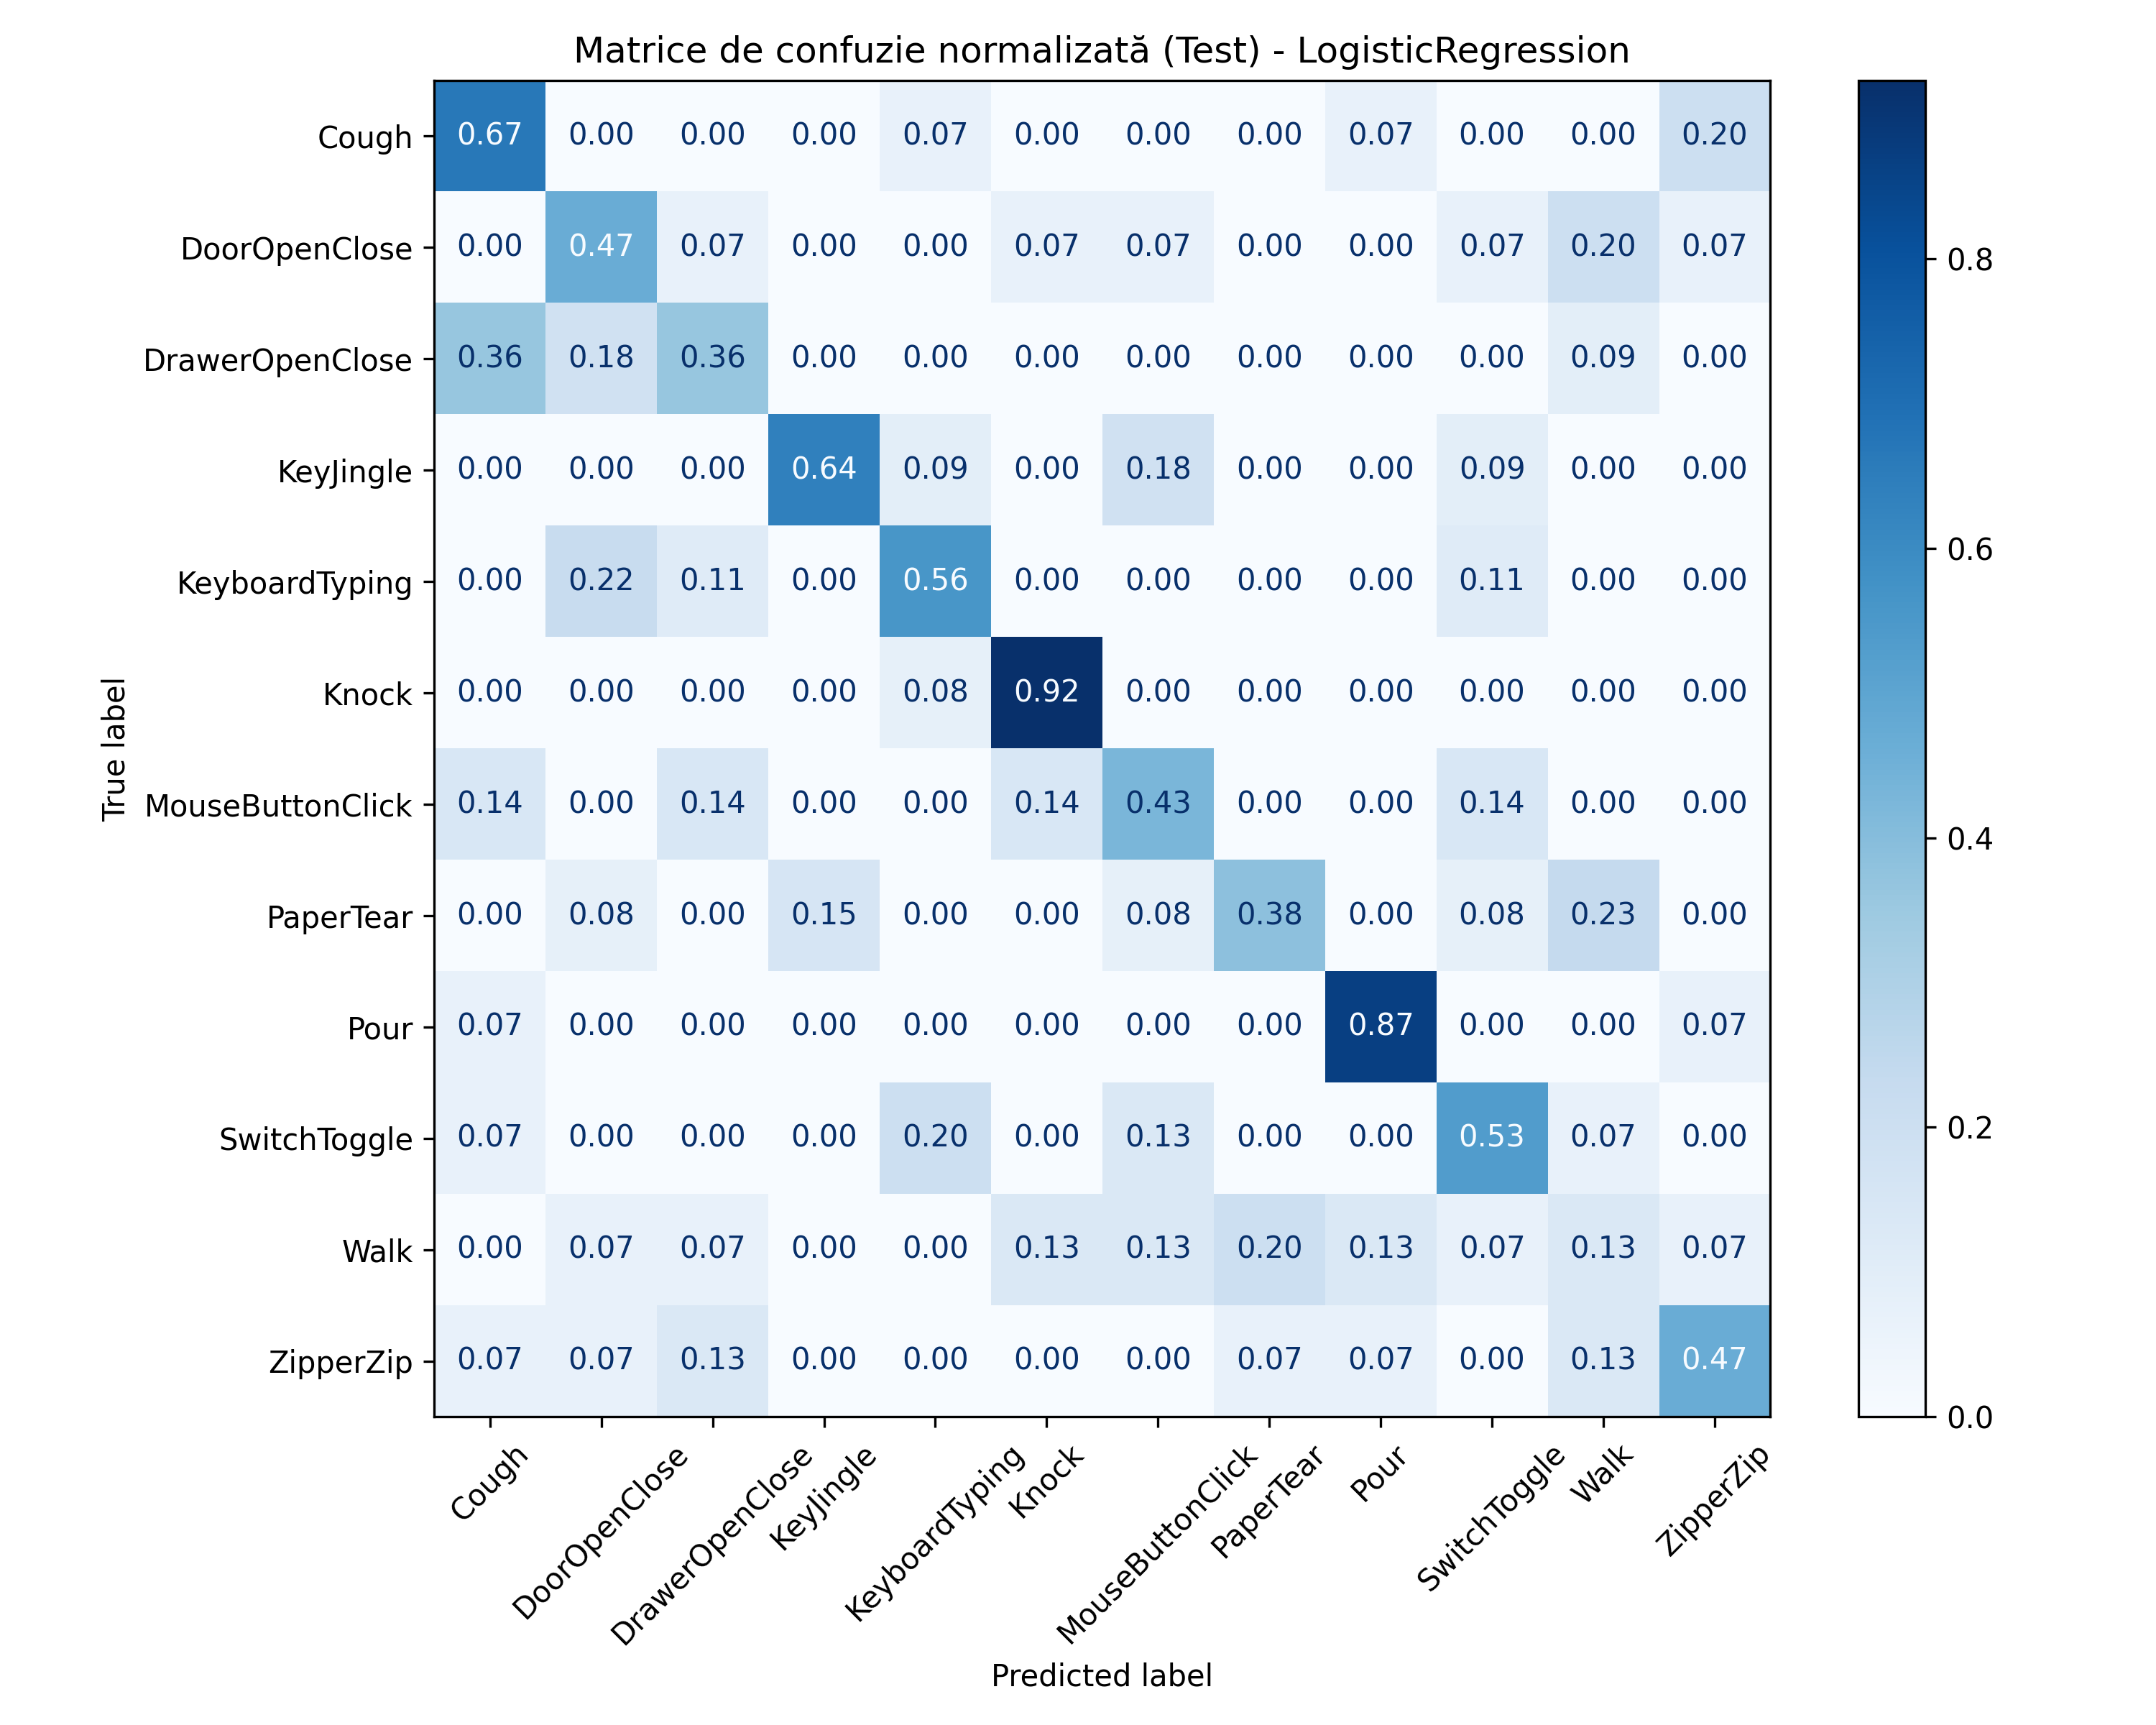 Matrice de confuzie normalizată (Test) - LogisticRegression
True label
Cough 0.67 0.00 0.00 0.00 0.07 0.00 0.00 0.00 0.07 0.00 0.00 0.20
DoorOpenClose 0.00 0.47 0.07 0.00 0.00 0.07 0.07 0.00 0.00 0.07 0.20 0.07
DrawerOpenClose 0.36 0.18 0.36 0.00 0.00 0.00 0.00 0.00 0.00 0.00 0.09 0.00
KeyJingle 0.00 0.00 0.00 0.64 0.09 0.00 0.18 0.00 0.00 0.09 0.00 0.00
KeyboardTyping 0.00 0.22 0.11 0.00 0.56 0.00 0.00 0.00 0.00 0.11 0.00 0.00
Knock 0.00 0.00 0.00 0.00 0.08 0.92 0.00 0.00 0.00 0.00 0.00 0.00
MouseButtonClick 0.14 0.00 0.14 0.00 0.00 0.14 0.43 0.00 0.00 0.14 0.00 0.00
PaperTear 0.00 0.08 0.00 0.15 0.00 0.00 0.08 0.38 0.00 0.08 0.23 0.00
Pour 0.07 0.00 0.00 0.00 0.00 0.00 0.00 0.00 0.87 0.00 0.00 0.07
SwitchToggle 0.07 0.00 0.00 0.00 0.20 0.00 0.13 0.00 0.00 0.53 0.07 0.00
Walk 0.00 0.07 0.07 0.00 0.00 0.13 0.13 0.20 0.13 0.07 0.13 0.07
ZipperZip 0.07 0.07 0.13 0.00 0.00 0.00 0.00 0.07 0.07 0.00 0.13 0.47
Cough DoorOpenClose DrawerOpenClose KeyJingle KeyboardTyping Knock MouseButtonClick PaperTear Pour SwitchToggle Walk ZipperZip
Predicted label
0.8
0.6
0.4
0.2
0.0